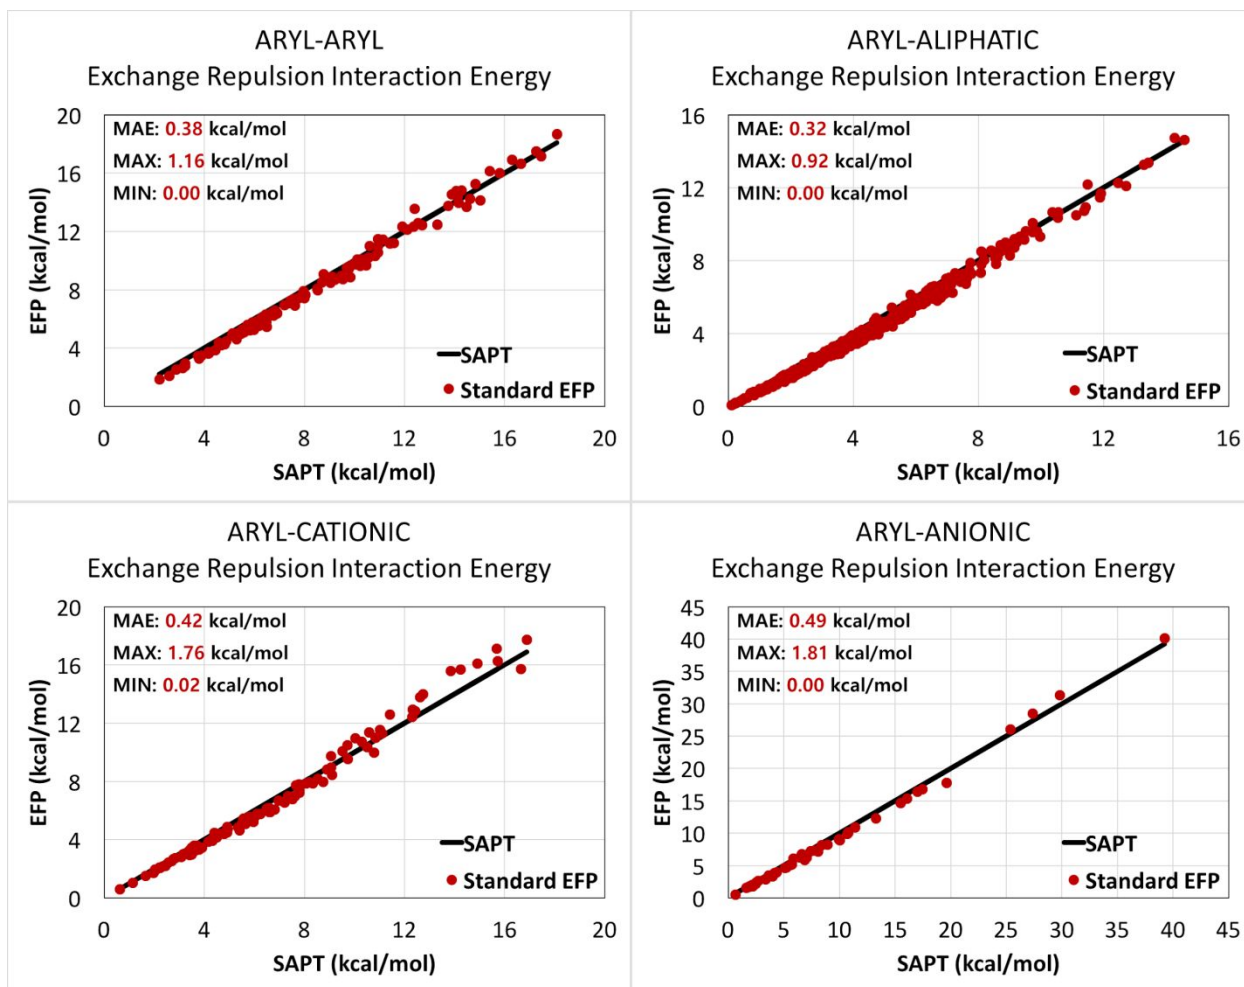 ARYL-ARYL
Exchange Repulsion Interaction Energy
MAE: 0.38 kcal/mol
MAX: 1.16 kcal/mol
MIN: 0.00 kcal/mol
20
16
12
8
4
0
EFP (kcal/mol)
SAPT
Standard EFP
0 4 8 12 16 20
SAPT (kcal/mol)
ARYL-ALIPHATIC
Exchange Repulsion Interaction Energy
MAE: 0.32 kcal/mol
MAX: 0.92 kcal/mol
MIN: 0.00 kcal/mol
16
12
8
4
0
EFP (kcal/mol)
SAPT
Standard EFP
0 4 8 12 16
SAPT (kcal/mol)
ARYL-CATIONIC
Exchange Repulsion Interaction Energy
MAE: 0.42 kcal/mol
MAX: 1.76 kcal/mol
MIN: 0.02 kcal/mol
20
16
12
8
4
0
EFP (kcal/mol)
SAPT
Standard EFP
0 4 8 12 16 20
SAPT (kcal/mol)
ARYL-ANIONIC
Exchange Repulsion Interaction Energy
MAE: 0.49 kcal/mol
MAX: 1.81 kcal/mol
MIN: 0.00 kcal/mol
45
40
35
30
25
20
15
10
5
0
EFP (kcal/mol)
SAPT
Standard EFP
0 5 10 15 20 25 30 35 40 45
SAPT (kcal/mol)